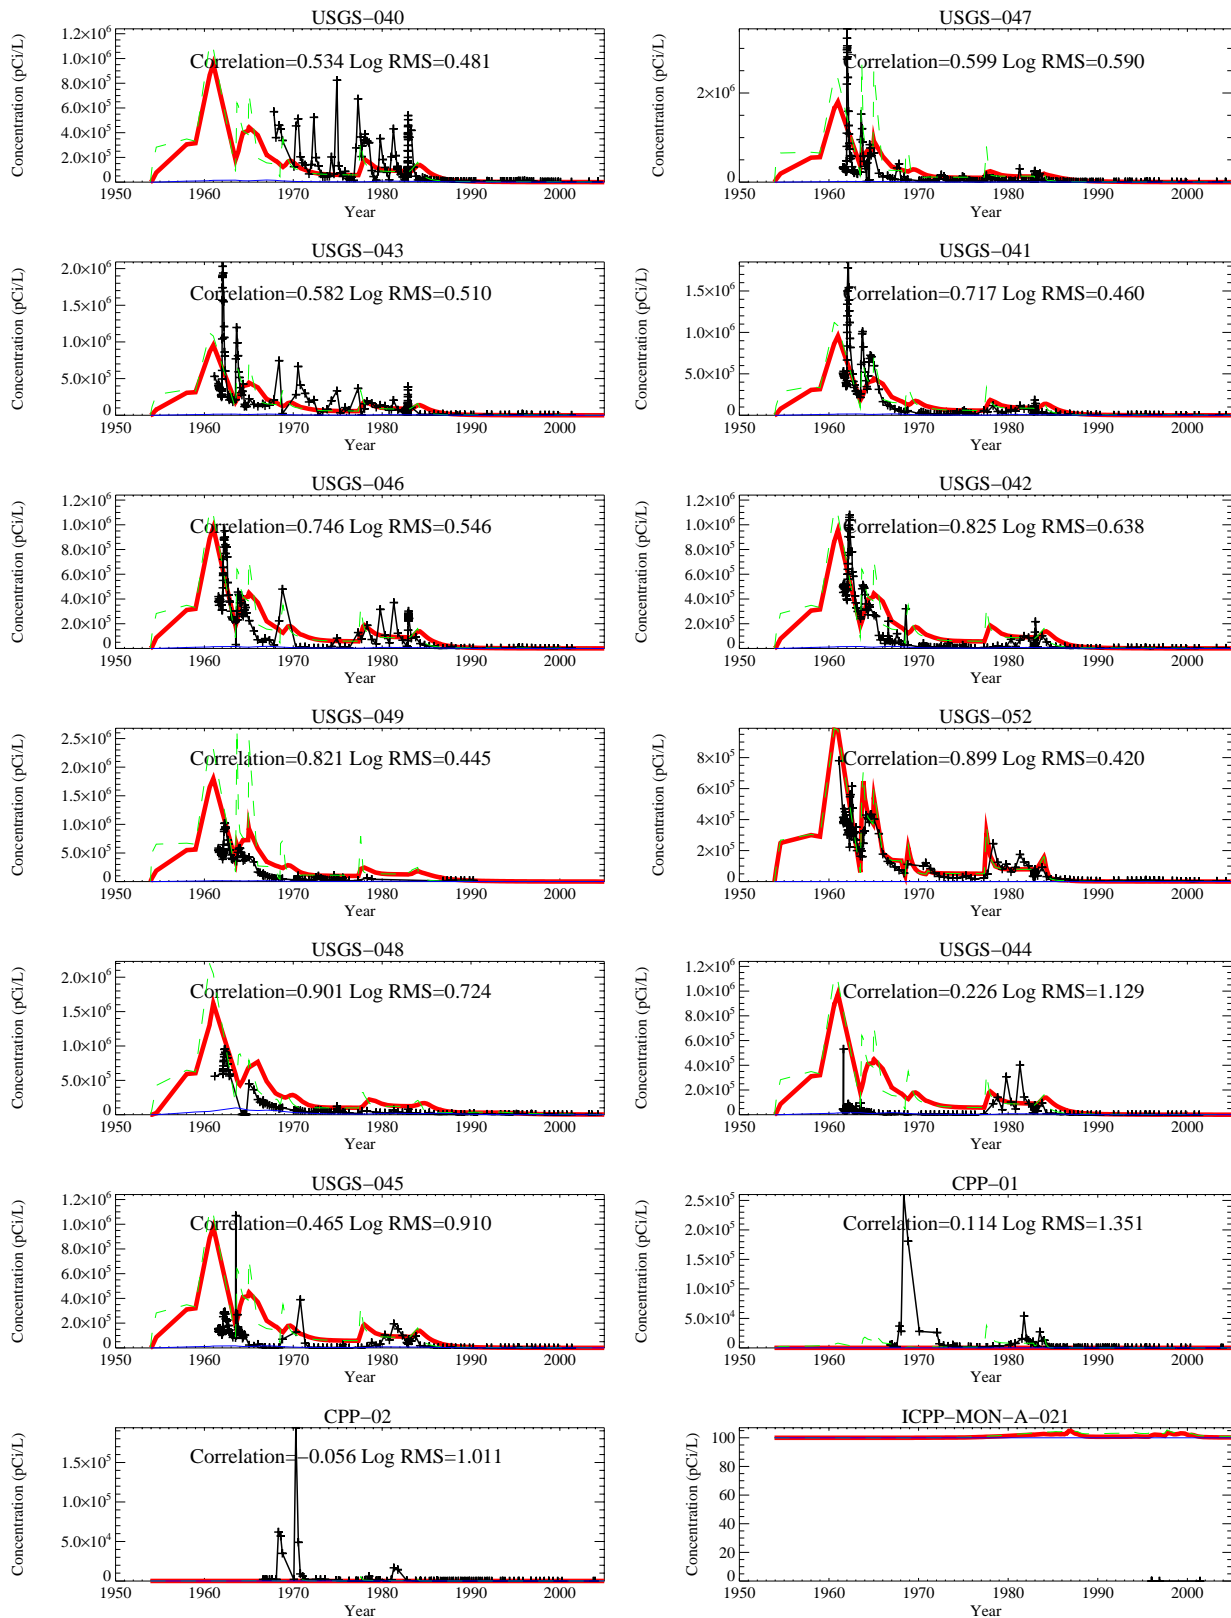 USGS−040
Concentration (pCi/L)
1.2×10⁶
1.0×10⁶
8.0×10⁵
6.0×10⁵
4.0×10⁵
2.0×10⁵
0
Correlation=0.534 Log RMS=0.481
1950 1960 1970 1980 1990 2000
Year
USGS−047
Concentration (pCi/L)
2×10⁶
0
Correlation=0.599 Log RMS=0.590
1950 1960 1970 1980 1990 2000
Year
USGS−043
Concentration (pCi/L)
2.0×10⁶
1.5×10⁶
1.0×10⁶
5.0×10⁵
0
Correlation=0.582 Log RMS=0.510
1950 1960 1970 1980 1990 2000
Year
USGS−041
Concentration (pCi/L)
1.5×10⁶
1.0×10⁶
5.0×10⁵
0
Correlation=0.717 Log RMS=0.460
1950 1960 1970 1980 1990 2000
Year
USGS−046
Concentration (pCi/L)
1.2×10⁶
1.0×10⁶
8.0×10⁵
6.0×10⁵
4.0×10⁵
2.0×10⁵
0
Correlation=0.746 Log RMS=0.546
1950 1960 1970 1980 1990 2000
Year
USGS−042
Concentration (pCi/L)
1.2×10⁶
1.0×10⁶
8.0×10⁵
6.0×10⁵
4.0×10⁵
2.0×10⁵
0
Correlation=0.825 Log RMS=0.638
1950 1960 1970 1980 1990 2000
Year
USGS−049
Concentration (pCi/L)
2.5×10⁶
2.0×10⁶
1.5×10⁶
1.0×10⁶
5.0×10⁵
0
Correlation=0.821 Log RMS=0.445
1950 1960 1970 1980 1990 2000
Year
USGS−052
Concentration (pCi/L)
8×10⁵
6×10⁵
4×10⁵
2×10⁵
0
Correlation=0.899 Log RMS=0.420
1950 1960 1970 1980 1990 2000
Year
USGS−048
Concentration (pCi/L)
2.0×10⁶
1.5×10⁶
1.0×10⁶
5.0×10⁵
0
Correlation=0.901 Log RMS=0.724
1950 1960 1970 1980 1990 2000
Year
USGS−044
Concentration (pCi/L)
1.2×10⁶
1.0×10⁶
8.0×10⁵
6.0×10⁵
4.0×10⁵
2.0×10⁵
0
Correlation=0.226 Log RMS=1.129
1950 1960 1970 1980 1990 2000
Year
USGS−045
Concentration (pCi/L)
1.2×10⁶
1.0×10⁶
8.0×10⁵
6.0×10⁵
4.0×10⁵
2.0×10⁵
0
Correlation=0.465 Log RMS=0.910
1950 1960 1970 1980 1990 2000
Year
CPP−01
Concentration (pCi/L)
2.5×10⁵
2.0×10⁵
1.5×10⁵
1.0×10⁵
5.0×10⁴
0
Correlation=0.114 Log RMS=1.351
1950 1960 1970 1980 1990 2000
Year
CPP−02
Concentration (pCi/L)
1.5×10⁵
1.0×10⁵
5.0×10⁴
0
Correlation=−0.056 Log RMS=1.011
1950 1960 1970 1980 1990 2000
Year
ICPP−MON−A−021
Concentration (pCi/L)
100
80
60
40
20
0
1950 1960 1970 1980 1990 2000
Year